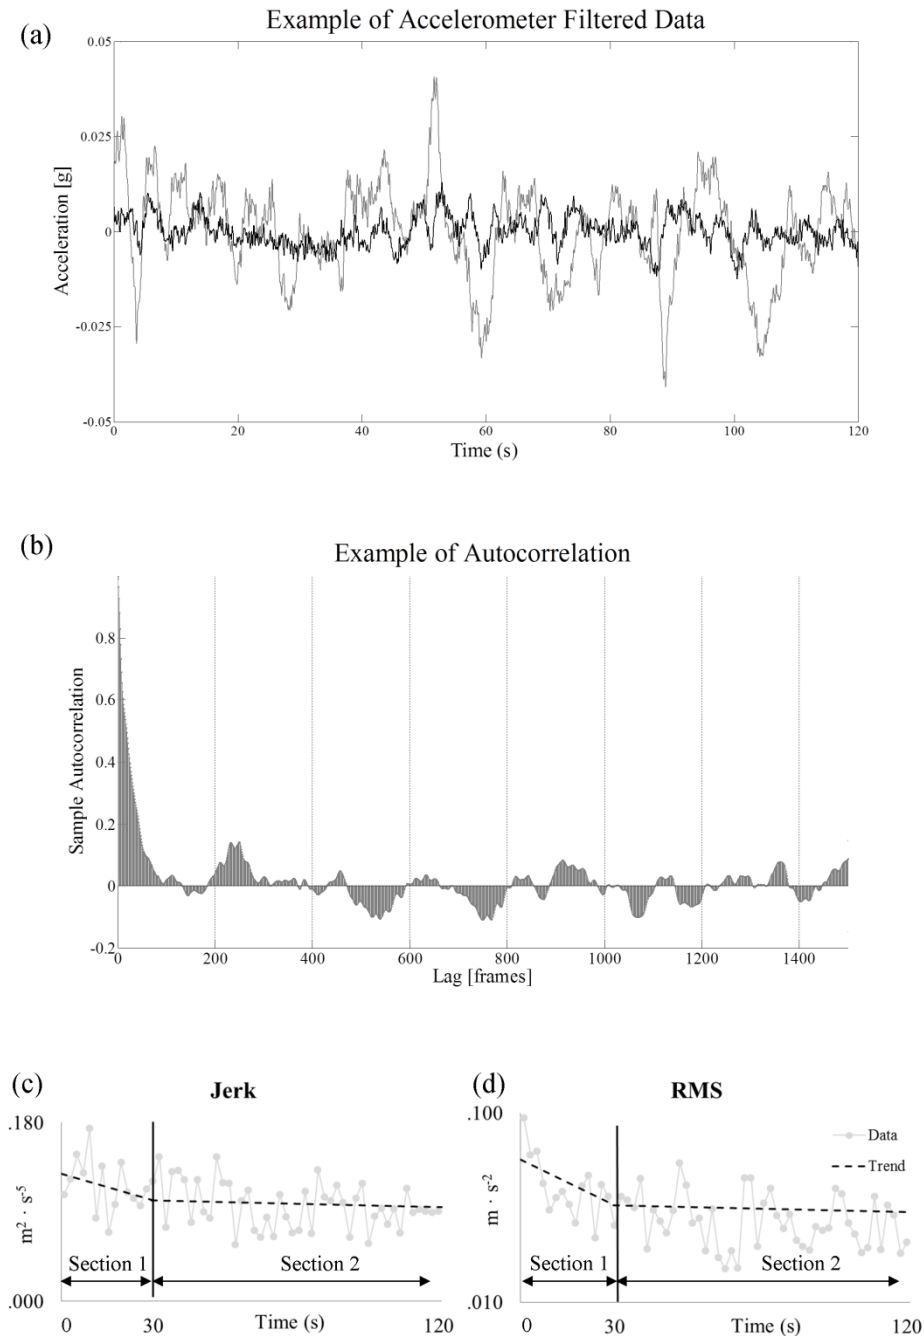 (a)
Example of Accelerometer Filtered Data
0.05
0.025
0
-0.025
-0.05
Acceleration [g]
0 20 40 60 80 100 120
Time (s)
(b)
Example of Autocorrelation
0.8
0.6
0.4
0.2
0
-0.2
Sample Autocorrelation
0 200 400 600 800 1000 1200 1400
Lag [frames]
(c)
Jerk
.180
m² · s⁻⁵
.000
Section 1
Section 2
0 30 Time (s) 120
(d)
RMS
.100
m · s⁻²
.010
Data
Trend
Section 1
Section 2
0 30 Time (s) 120